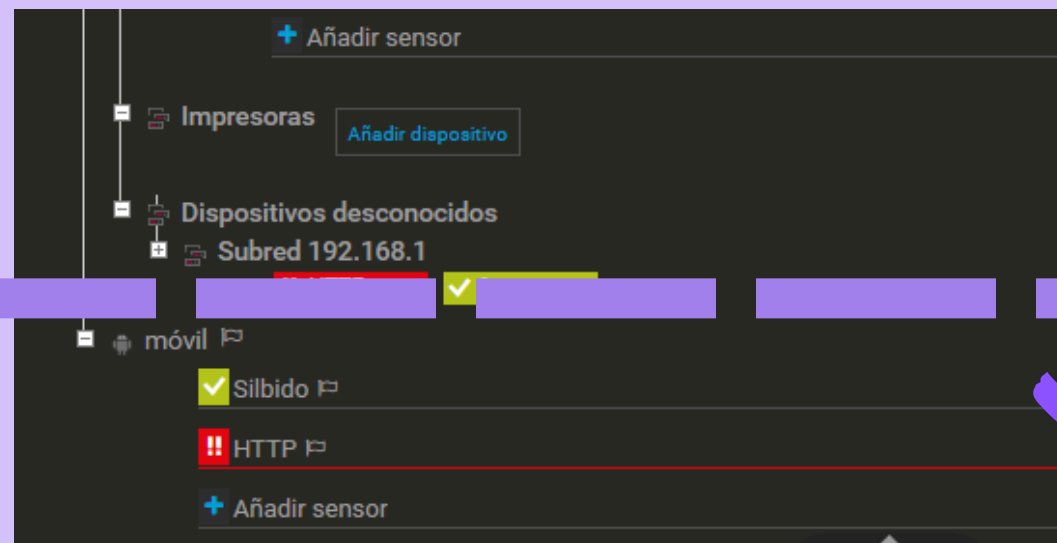 Añadir sensor
Impresoras
Añadir dispositivo
Dispositivos desconocidos
Subred 192.168.1
móvil
Silbido
HTTP
Añadir sensor